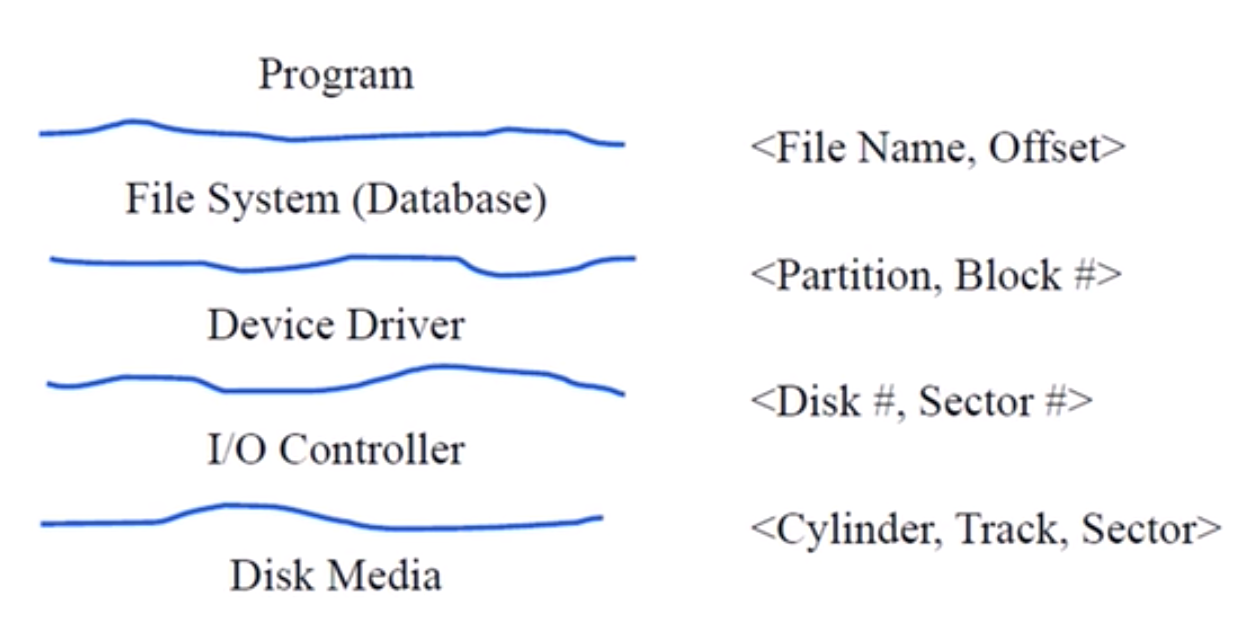 Program
<File Name, Offset>
File System (Database)
<Partition, Block #>
Device Driver
<Disk #, Sector #>
I/O Controller
<Cylinder, Track, Sector>
Disk Media